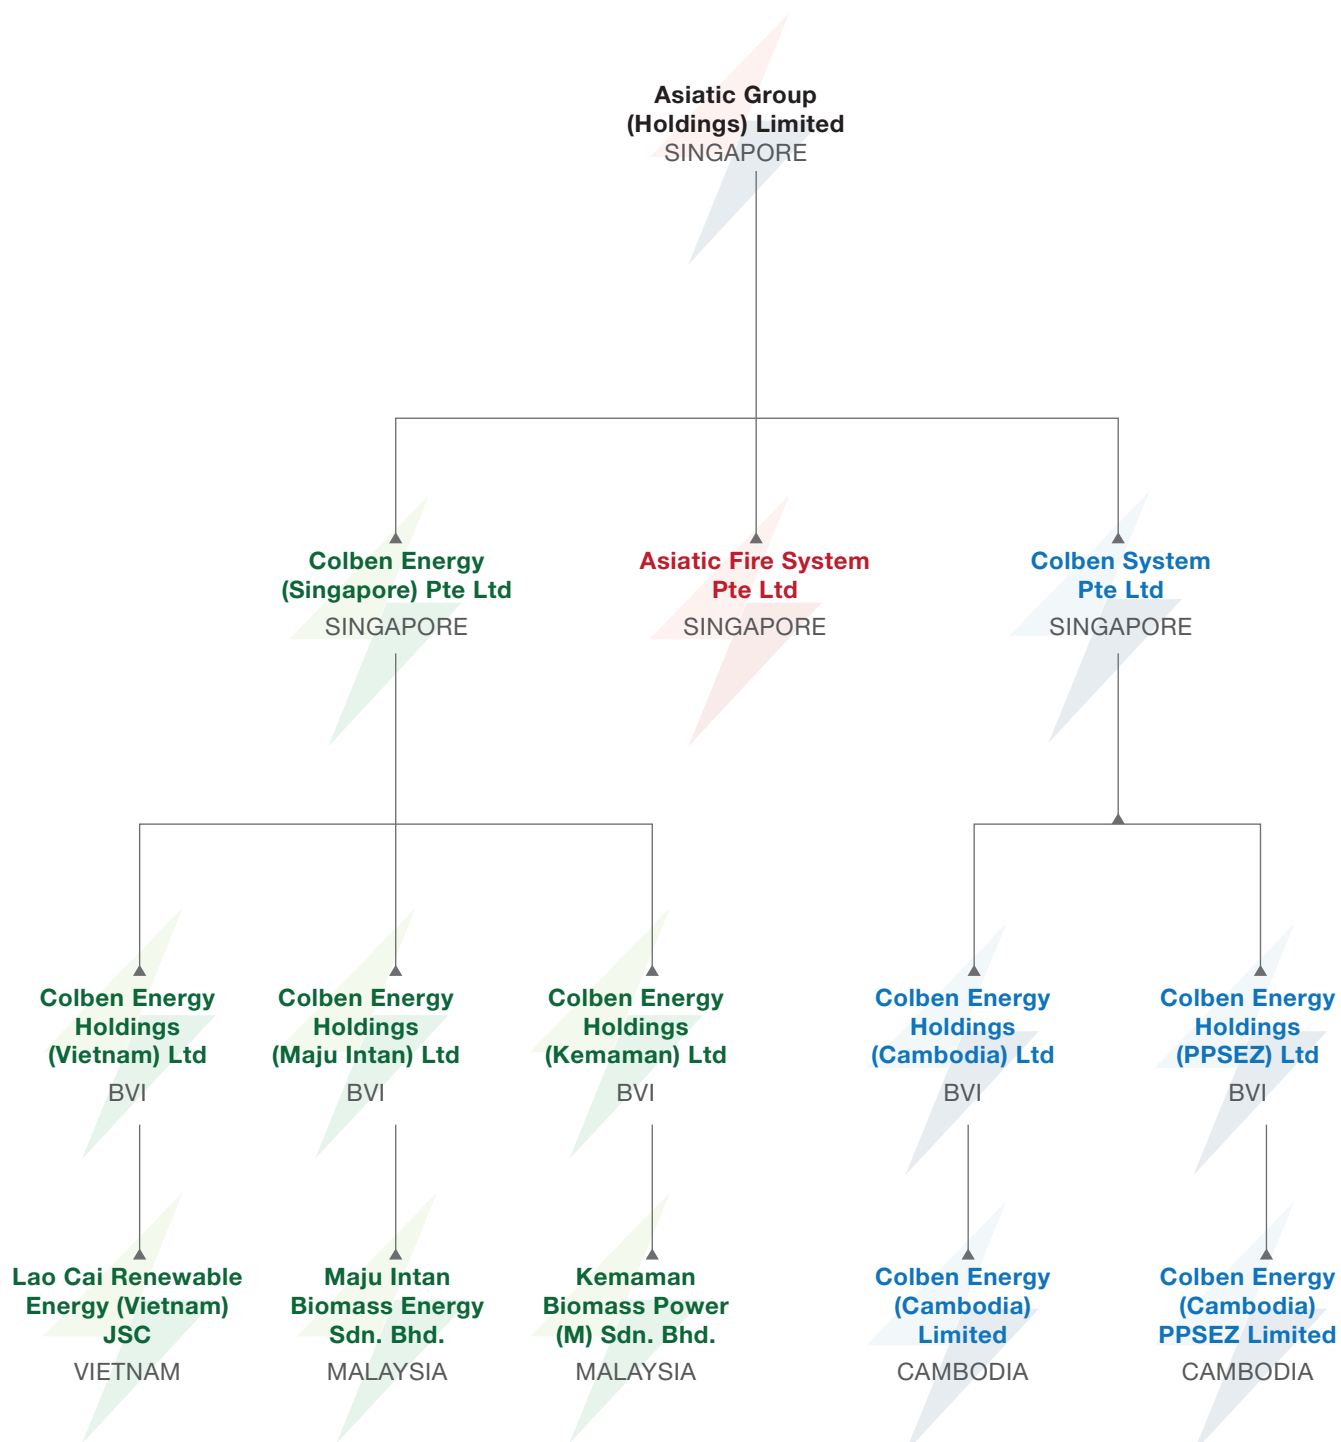 Asiatic Group
(Holdings) Limited
SINGAPORE
Colben Energy
(Singapore) Pte Ltd
SINGAPORE
Asiatic Fire System
Pte Ltd
SINGAPORE
Colben System
Pte Ltd
SINGAPORE
Colben Energy
Holdings
(Vietnam) Ltd
BVI
Colben Energy
Holdings
(Maju Intan) Ltd
BVI
Colben Energy
Holdings
(Kemaman) Ltd
BVI
Colben Energy
Holdings
(Cambodia) Ltd
BVI
Colben Energy
Holdings
(PPSEZ) Ltd
BVI
Lao Cai Renewable
Energy (Vietnam)
JSC
VIETNAM
Maju Intan
Biomass Energy
Sdn. Bhd.
MALAYSIA
Kemaman
Biomass Power
(M) Sdn. Bhd.
MALAYSIA
Colben Energy
(Cambodia)
Limited
CAMBODIA
Colben Energy
(Cambodia)
PPSEZ Limited
CAMBODIA